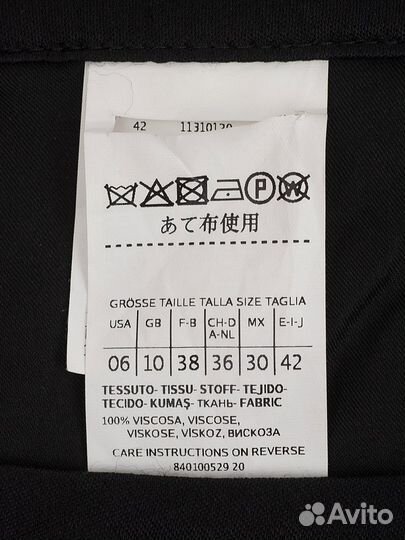 42 11310120
P W
あて布使用
GRÖSSE TAILLE TALLA SIZE TAGLIA
USA GB F-B CH-D A-NL MX E-I-J
06 10 38 36 30 42
TESSUTO- TISSU- STOFF- TEJIDO-
TECIDO- KUMAŞ- ТКАНЬ- FABRIC
100% VISCOSA, VISCOSE,
VISKOSE, VİSKOZ, ВИСКОЗА
CARE INSTRUCTIONS ON REVERSE
840100529 20
Avito